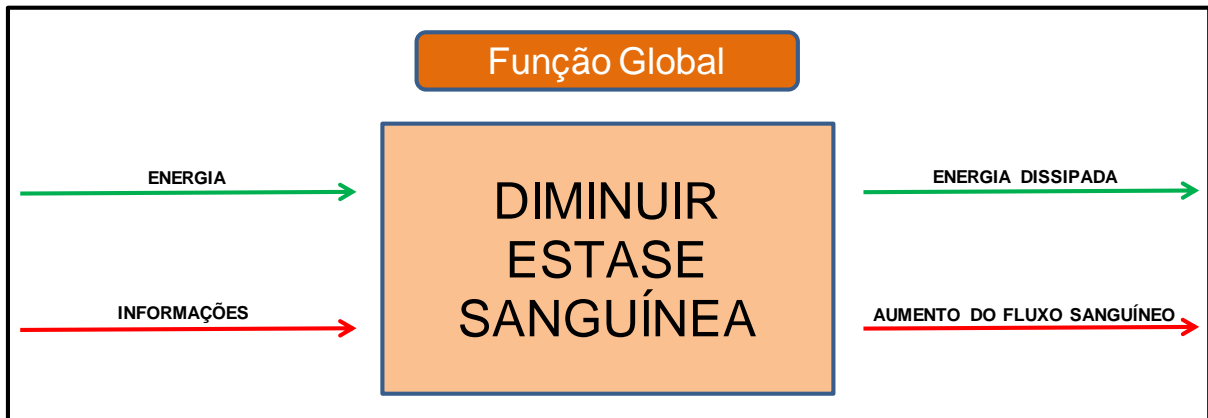 Função Global
ENERGIA
ENERGIA DISSIPADA
DIMINUIR
ESTASE
SANGUÍNEA
INFORMAÇÕES
AUMENTO DO FLUXO SANGUÍNEO